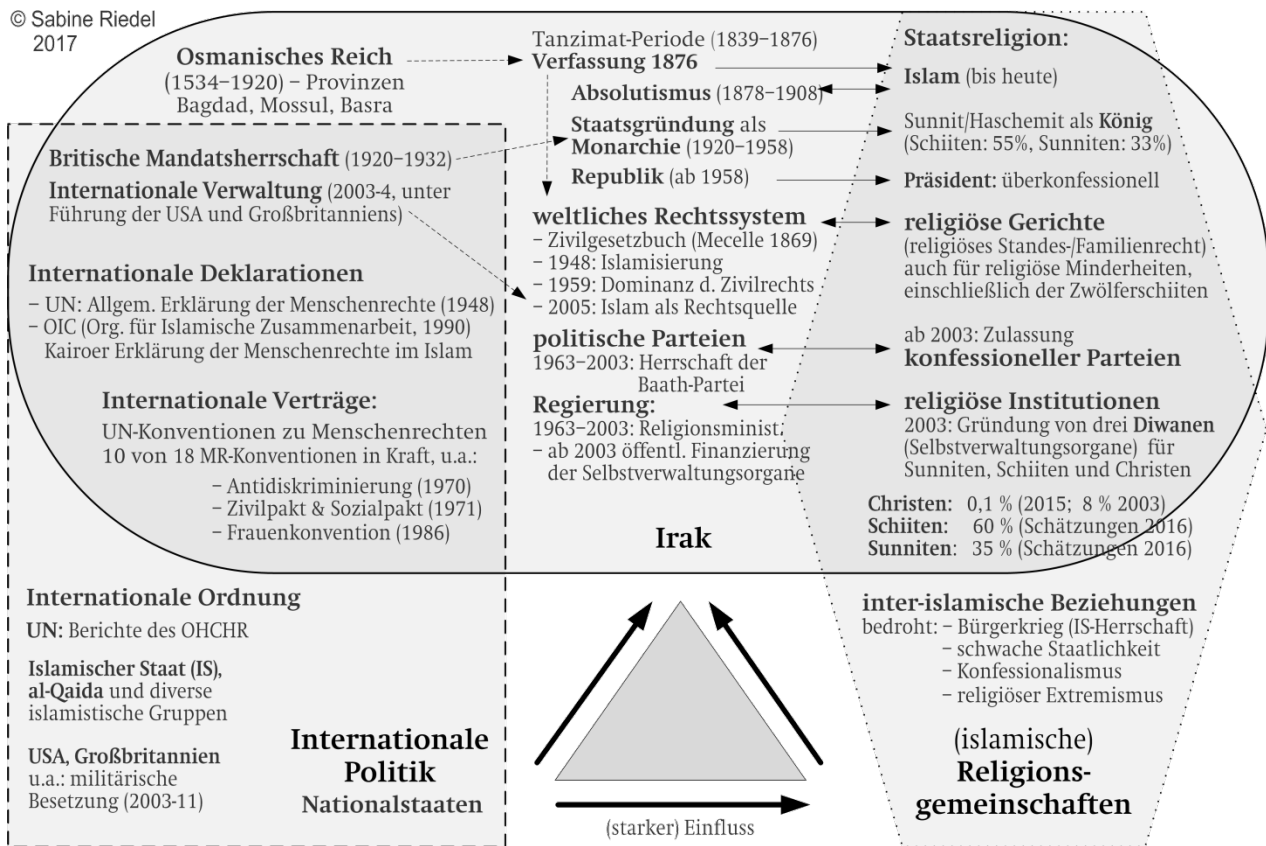 © Sabine Riedel
2017
Osmanisches Reich
(1534–1920) – Provinzen
Bagdad, Mossul, Basra
Britische Mandatsherrschaft (1920–1932)
Internationale Verwaltung (2003-4, unter
Führung der USA und Großbritanniens)
Internationale Deklarationen
– UN: Allgem. Erklärung der Menschenrechte (1948)
– OIC (Org. für Islamische Zusammenarbeit, 1990)
Kairoer Erklärung der Menschenrechte im Islam
Internationale Verträge:
UN-Konventionen zu Menschenrechten
10 von 18 MR-Konventionen in Kraft, u.a.:
– Antidiskriminierung (1970)
– Zivilpakt & Sozialpakt (1971)
– Frauenkonvention (1986)
Tanzimat-Periode (1839–1876)
Verfassung 1876
Absolutismus (1878–1908)
Staatsgründung als
Monarchie (1920–1958)
Republik (ab 1958)
weltliches Rechtssystem
– Zivilgesetzbuch (Mecelle 1869)
– 1948: Islamisierung
– 1959: Dominanz d. Zivilrechts
– 2005: Islam als Rechtsquelle
politische Parteien
1963–2003: Herrschaft der
Baath-Partei
Regierung:
1963–2003: Religionsminist.
– ab 2003 öffentl. Finanzierung
der Selbstverwaltungsorgane
Irak
Staatsreligion:
Islam (bis heute)
Sunnit/Haschemit als König
(Schiiten: 55%, Sunniten: 33%)
Präsident: überkonfessionell
religiöse Gerichte
(religiöses Standes-/Familienrecht)
auch für religiöse Minderheiten,
einschließlich der Zwölferschiiten
ab 2003: Zulassung
konfessioneller Parteien
religiöse Institutionen
2003: Gründung von drei Diwanen
(Selbstverwaltungsorgane) für
Sunniten, Schiiten und Christen
Christen: 0,1 % (2015; 8 % 2003)
Schiiten: 60 % (Schätzungen 2016)
Sunniten: 35 % (Schätzungen 2016)
Internationale Ordnung
UN: Berichte des OHCHR
Islamischer Staat (IS),
al-Qaida und diverse
islamistische Gruppen
USA, Großbritannien
u.a.: militärische
Besetzung (2003-11)
Internationale
Politik
Nationalstaaten
(starker) Einfluss
inter-islamische Beziehungen
bedroht: – Bürgerkrieg (IS-Herrschaft)
– schwache Staatlichkeit
– Konfessionalismus
– religiöser Extremismus
(islamische)
Religions-
gemeinschaften